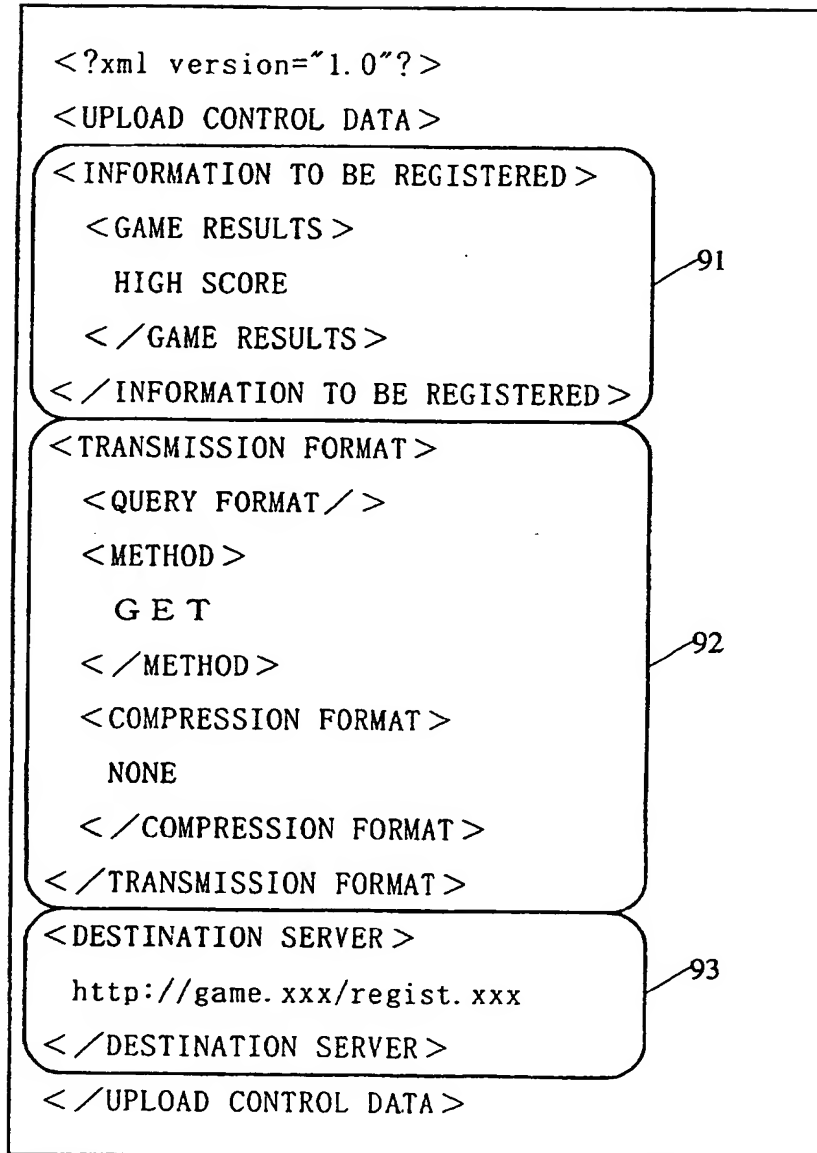 <?xml version="1.0"?>
<UPLOAD CONTROL DATA>
<INFORMATION TO BE REGISTERED>
<GAME RESULTS>
HIGH SCORE
</GAME RESULTS>
91
</INFORMATION TO BE REGISTERED>
<TRANSMISSION FORMAT>
<QUERY FORMAT/>
<METHOD>
GET
</METHOD>
92
<COMPRESSION FORMAT>
NONE
</COMPRESSION FORMAT>
</TRANSMISSION FORMAT>
<DESTINATION SERVER>
http://game.xxx/regist.xxx
93
</DESTINATION SERVER>
</UPLOAD CONTROL DATA>